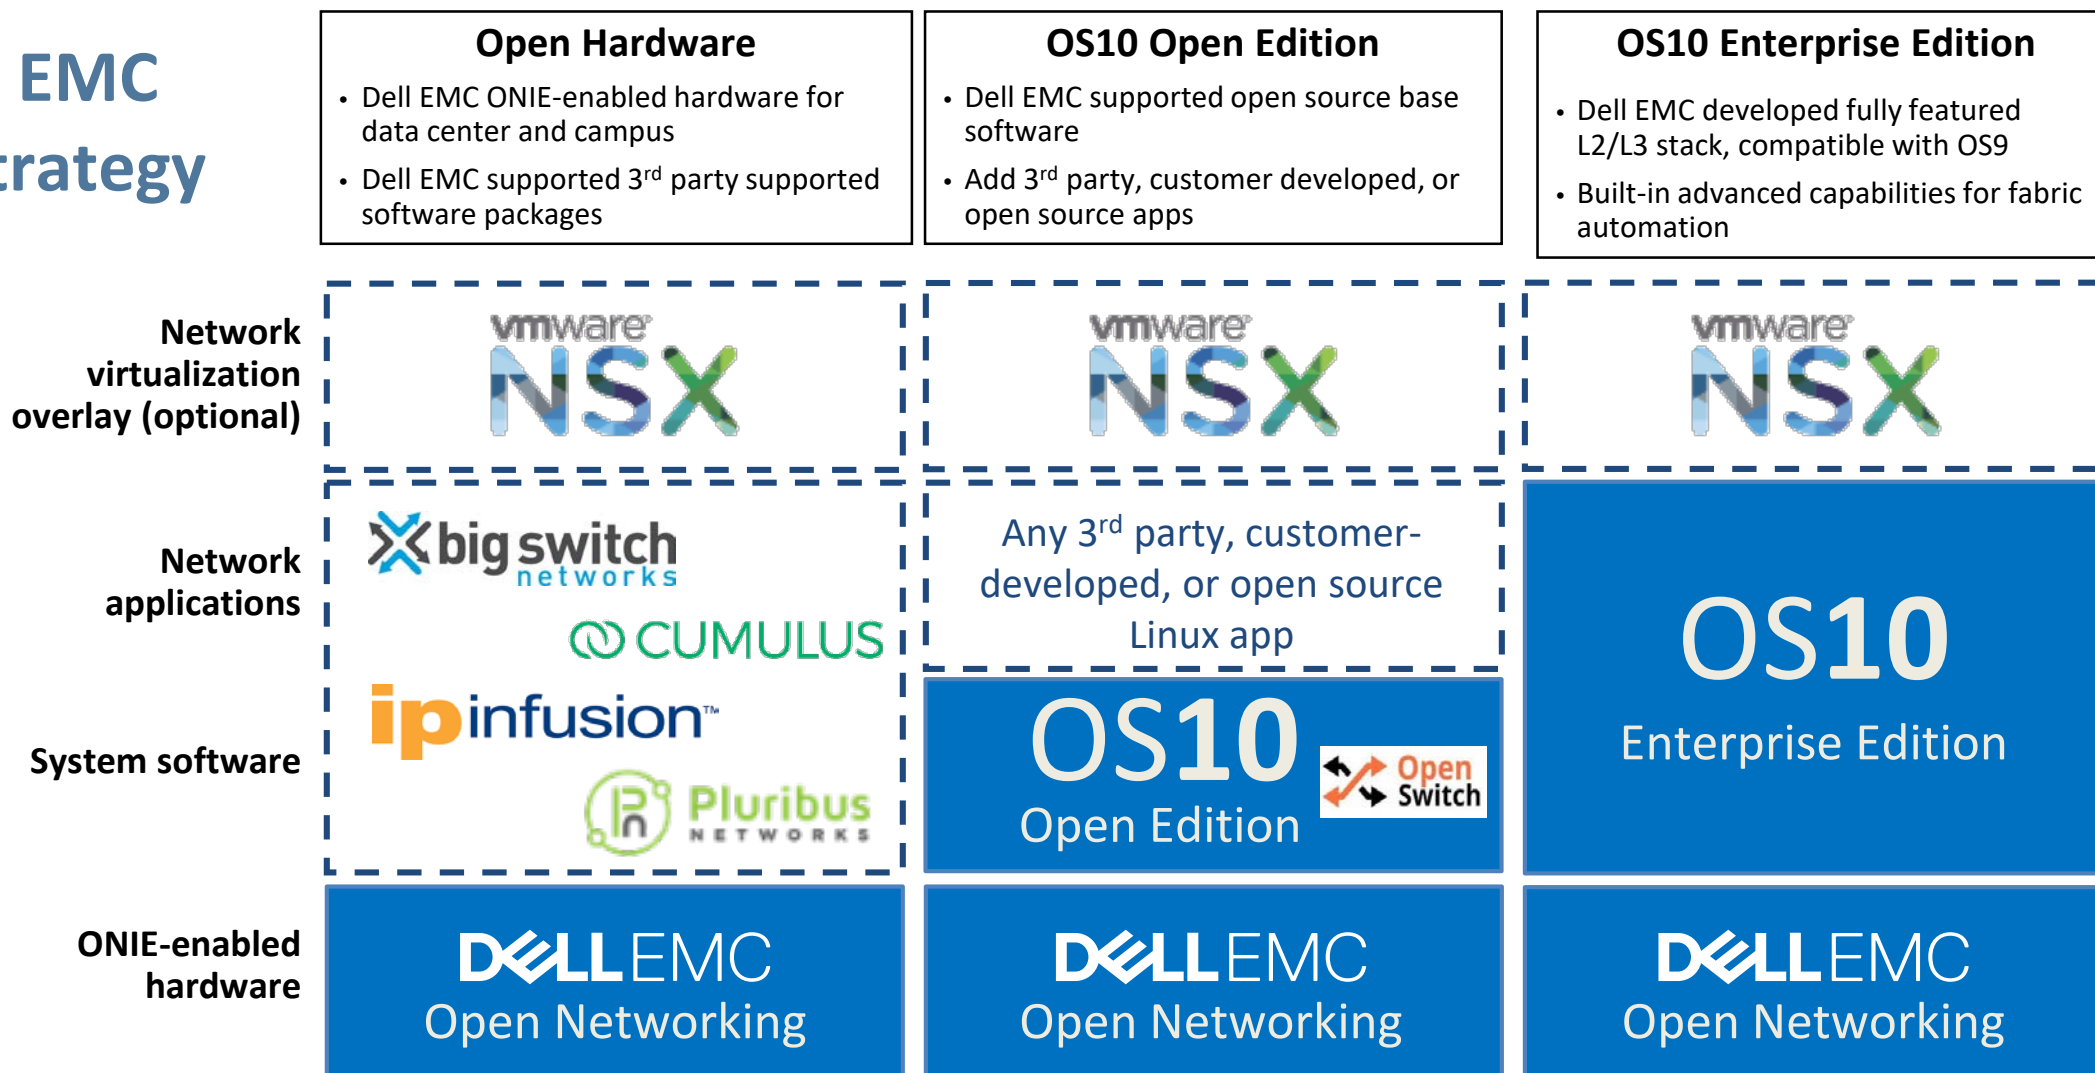 EMC
trategy
Open Hardware
• Dell EMC ONIE-enabled hardware for
data center and campus
• Dell EMC supported 3rd party supported
software packages
OS10 Open Edition
• Dell EMC supported open source base
software
• Add 3rd party, customer developed, or
open source apps
OS10 Enterprise Edition
• Dell EMC developed fully featured
L2/L3 stack, compatible with OS9
• Built-in advanced capabilities for fabric
automation
Network
virtualization
overlay (optional)
vmware®
NSX
vmware®
NSX
vmware®
NSX
Network
applications
big switch
networks
CUMULUS
Any 3rd party, customer-
developed, or open source
Linux app
OS10
Enterprise Edition
System software
ip infusion™
Pluribus
NETWORKS
OS10
Open Edition
Open
Switch
ONIE-enabled
hardware
DELLEMC
Open Networking
DELLEMC
Open Networking
DELLEMC
Open Networking